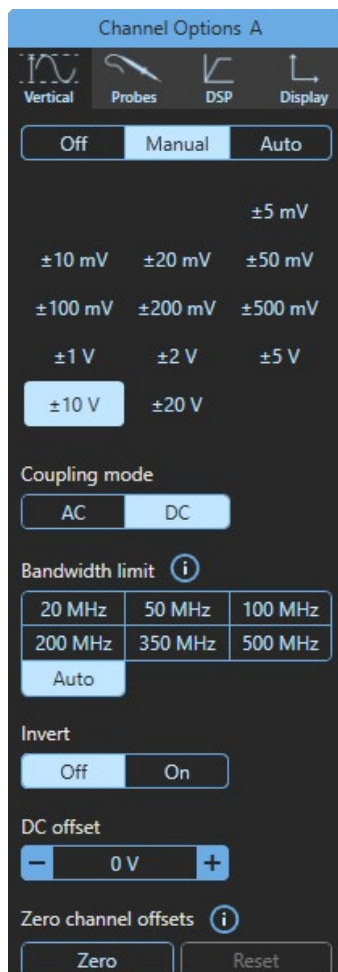 Channel Options A
Vertical Probes DSP Display
Off Manual Auto
±5 mV
±10 mV ±20 mV ±50 mV
±100 mV ±200 mV ±500 mV
±1 V ±2 V ±5 V
±10 V ±20 V
Coupling mode
AC DC
Bandwidth limit i
20 MHz 50 MHz 100 MHz
200 MHz 350 MHz 500 MHz
Auto
Invert
Off On
DC offset
− 0 V +
Zero channel offsets i
Zero Reset